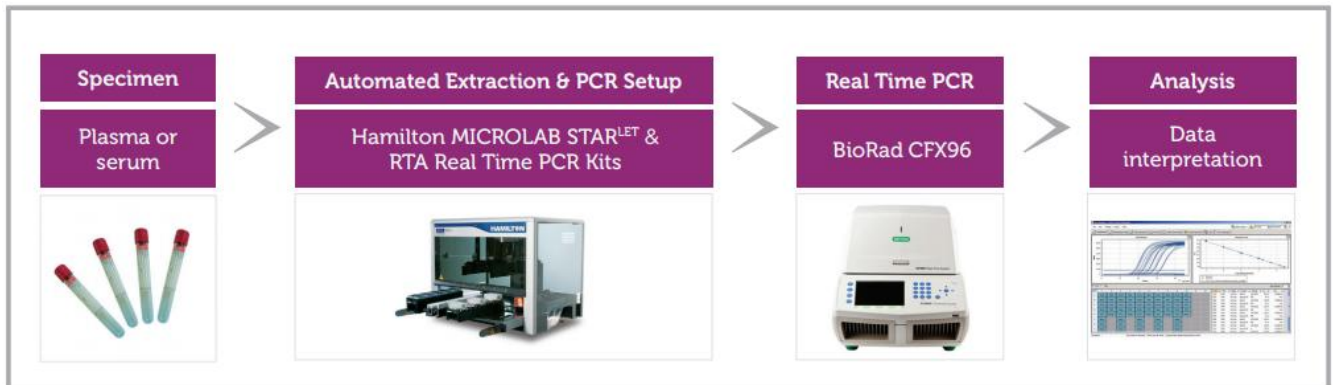 Specimen
Plasma or
serum
Automated Extraction & PCR Setup
Hamilton MICROLAB STARLET &
RTA Real Time PCR Kits
HAMILTON
Real Time PCR
BioRad CFX96
Analysis
Data
interpretation